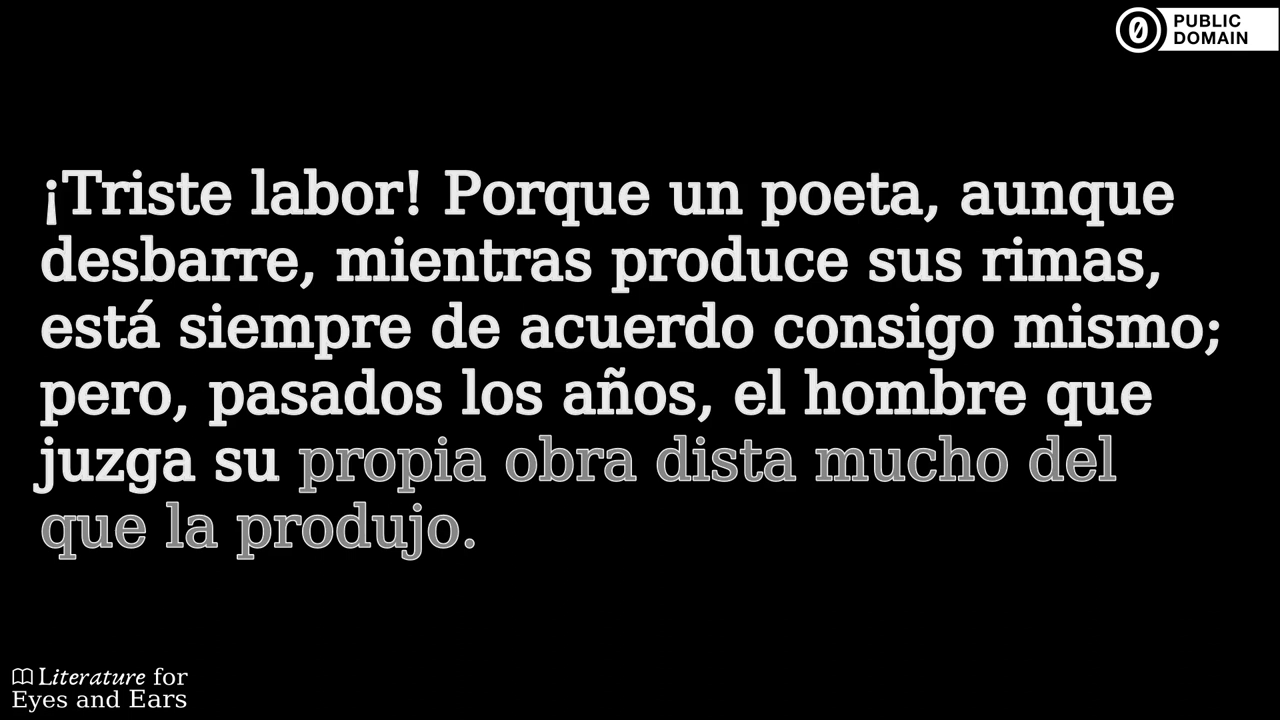 PUBLIC
DOMAIN
¡Triste labor! Porque un poeta, aunque
desbarre, mientras produce sus rimas,
está siempre de acuerdo consigo mismo;
pero, pasados los años, el hombre que
juzga su propia obra dista mucho del
que la produjo.
Literature for
Eyes and Ears